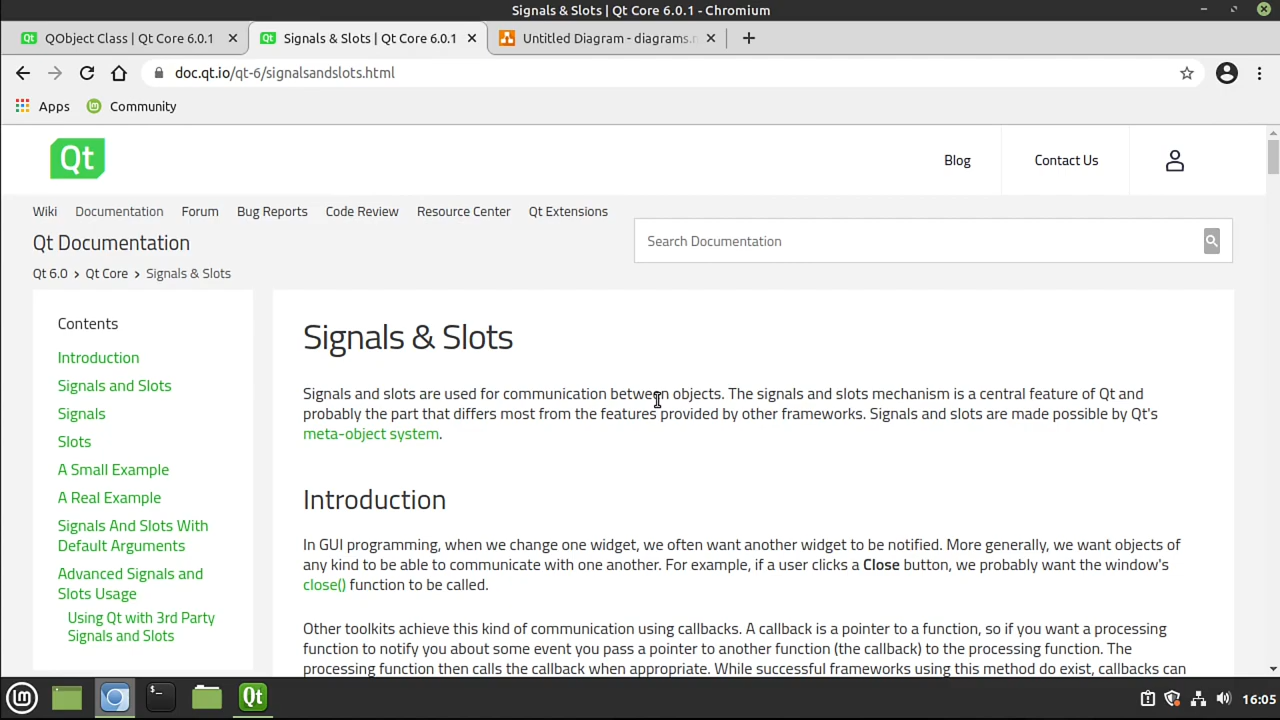 Signals & Slots | Qt Core 6.0.1 - Chromium
QObject Class | Qt Core 6.0.1
Signals & Slots | Qt Core 6.0.1
Untitled Diagram - diagrams.n
doc.qt.io/qt-6/signalsandslots.html
Apps
Community
Qt
Blog
Contact Us
Wiki
Documentation
Forum
Bug Reports
Code Review
Resource Center
Qt Extensions
Qt Documentation
Search Documentation
Qt 6.0 > Qt Core > Signals & Slots
Contents
Introduction
Signals and Slots
Signals
Slots
A Small Example
A Real Example
Signals And Slots With
Default Arguments
Advanced Signals and
Slots Usage
Using Qt with 3rd Party
Signals and Slots
Signals & Slots
Signals and slots are used for communication between objects. The signals and slots mechanism is a central feature of Qt and
probably the part that differs most from the features provided by other frameworks. Signals and slots are made possible by Qt's
meta-object system.
Introduction
In GUI programming, when we change one widget, we often want another widget to be notified. More generally, we want objects of
any kind to be able to communicate with one another. For example, if a user clicks a Close button, we probably want the window's
close() function to be called.
Other toolkits achieve this kind of communication using callbacks. A callback is a pointer to a function, so if you want a processing
function to notify you about some event you pass a pointer to another function (the callback) to the processing function. The
processing function then calls the callback when appropriate. While successful frameworks using this method do exist, callbacks can
Qt
16:05